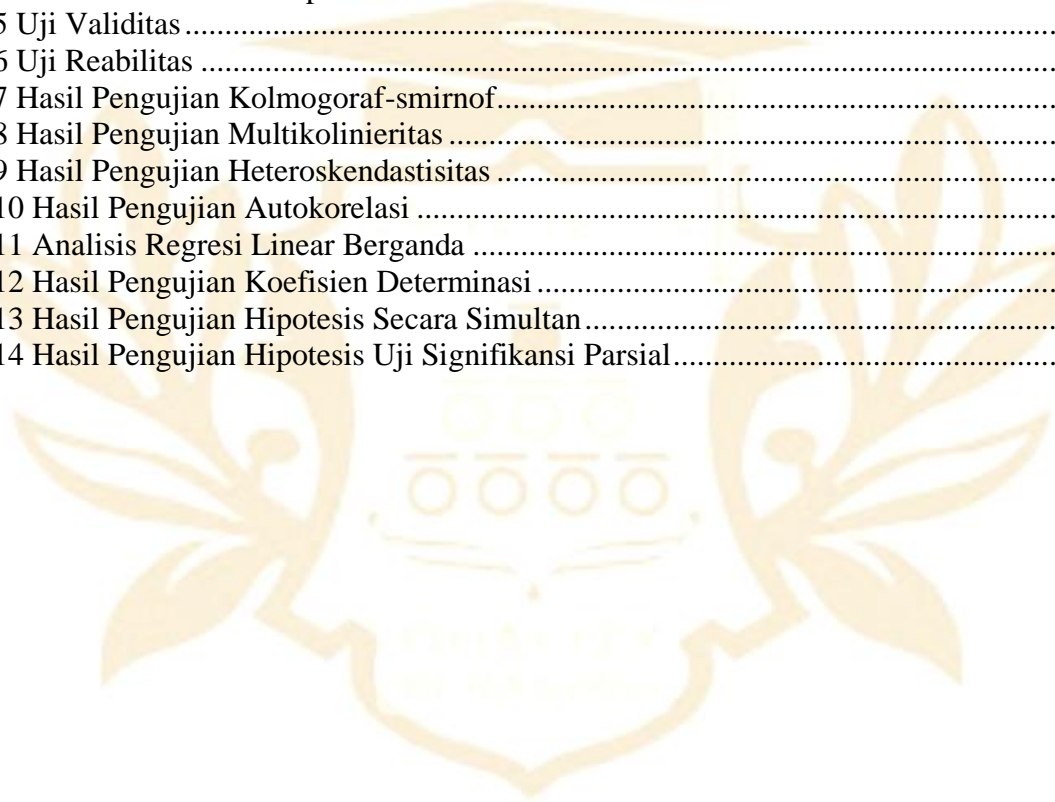 5 Uji Validitas
6 Uji Reabilitas
7 Hasil Pengujian Kolmogoraf-smirnof
8 Hasil Pengujian Multikolinieritas
9 Hasil Pengujian Heteroskendastisitas
10 Hasil Pengujian Autokorelasi
11 Analisis Regresi Linear Berganda
12 Hasil Pengujian Koefisien Determinasi
13 Hasil Pengujian Hipotesis Secara Simultan
14 Hasil Pengujian Hipotesis Uji Signifikansi Parsial